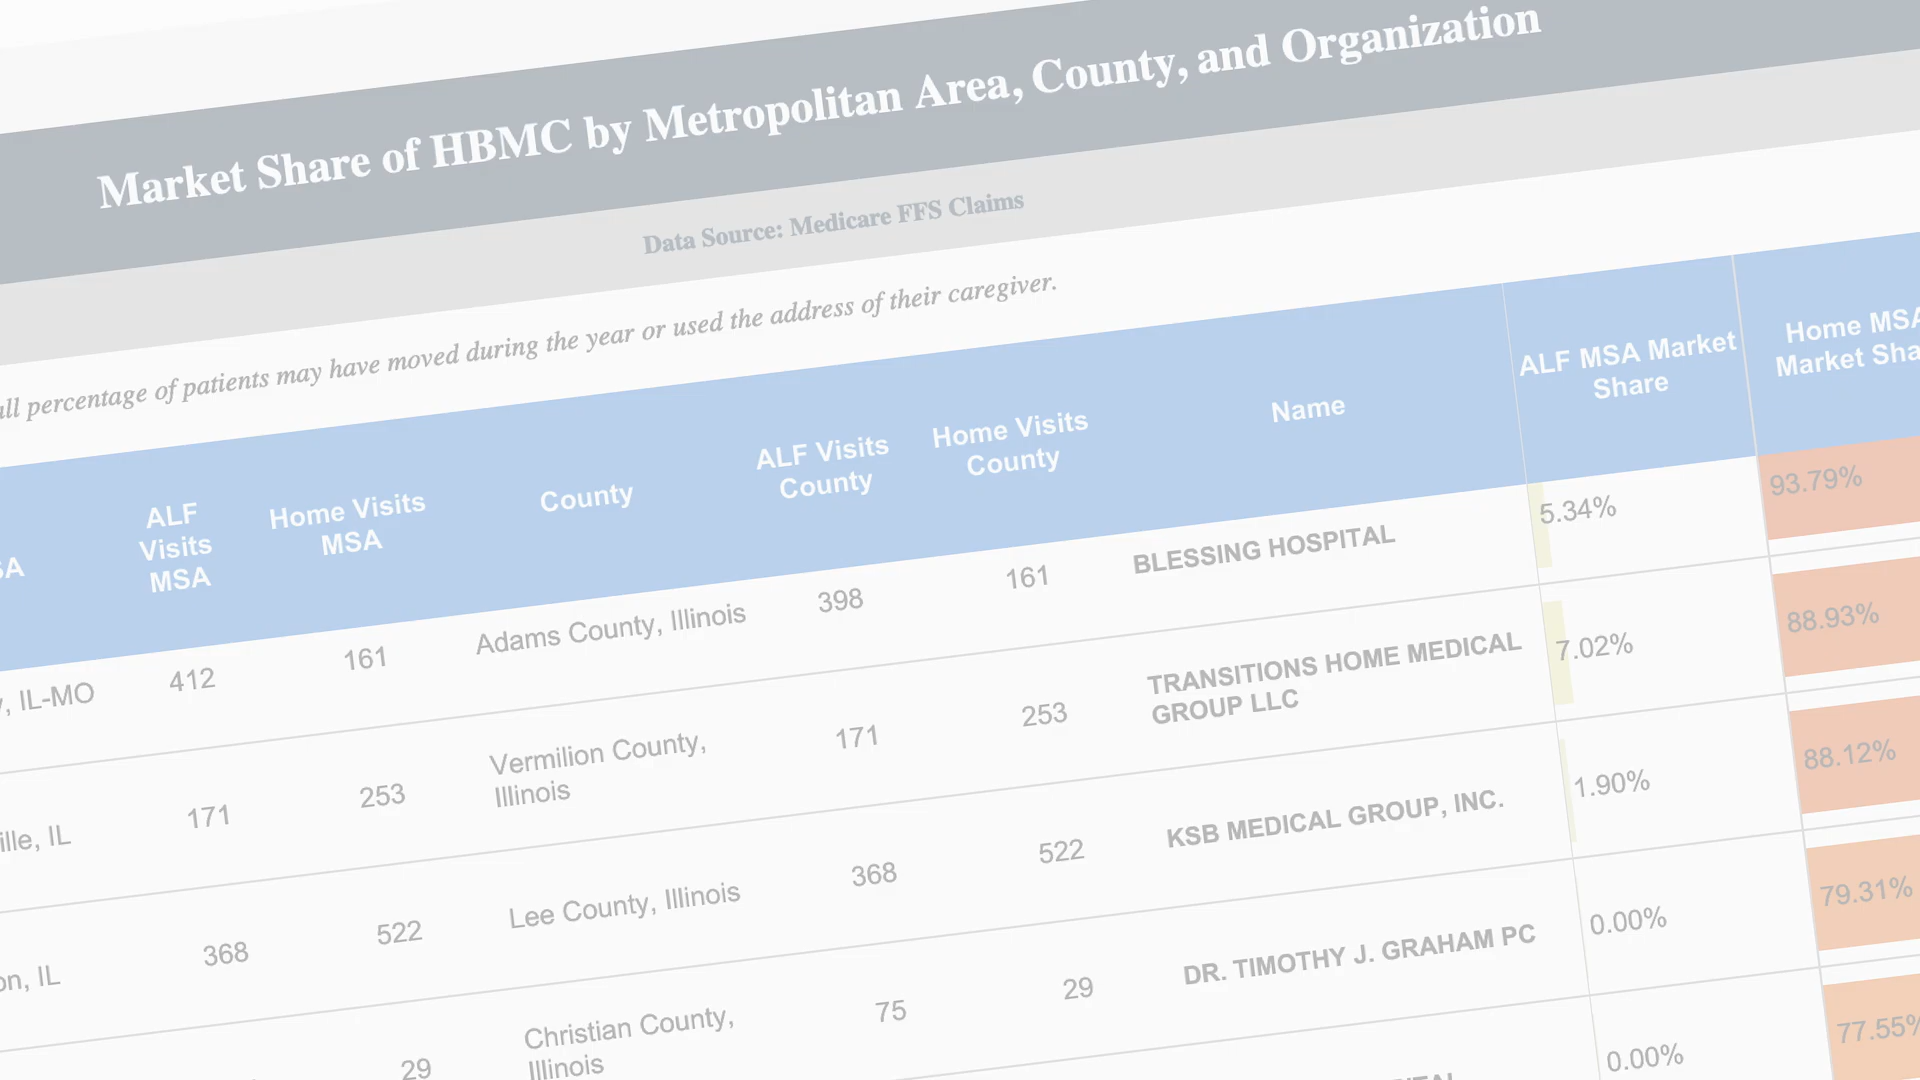 Market Share of HBMC by Metropolitan Area, County, and Organization
Data Source: Medicare FFS Claims
percentage of patients may have moved during the year or used the address of their caregiver.
ALF Visits MSA
Home Visits MSA
County
ALF Visits County
Home Visits County
Name
ALF MSA Market Share
Home MSA Market
IL-MO 412 161 Adams County, Illinois 398 161 BLESSING HOSPITAL 5.34% 93.79%
IL 171 253 Vermilion County, Illinois 171 253 TRANSITIONS HOME MEDICAL GROUP LLC 7.02% 88.93%
IL 368 522 Lee County, Illinois 368 522 KSB MEDICAL GROUP, INC. 1.90% 88.12%
29 Christian County, Illinois 75 29 DR. TIMOTHY J. GRAHAM PC 0.00% 79.31%
0.00% 77.55%